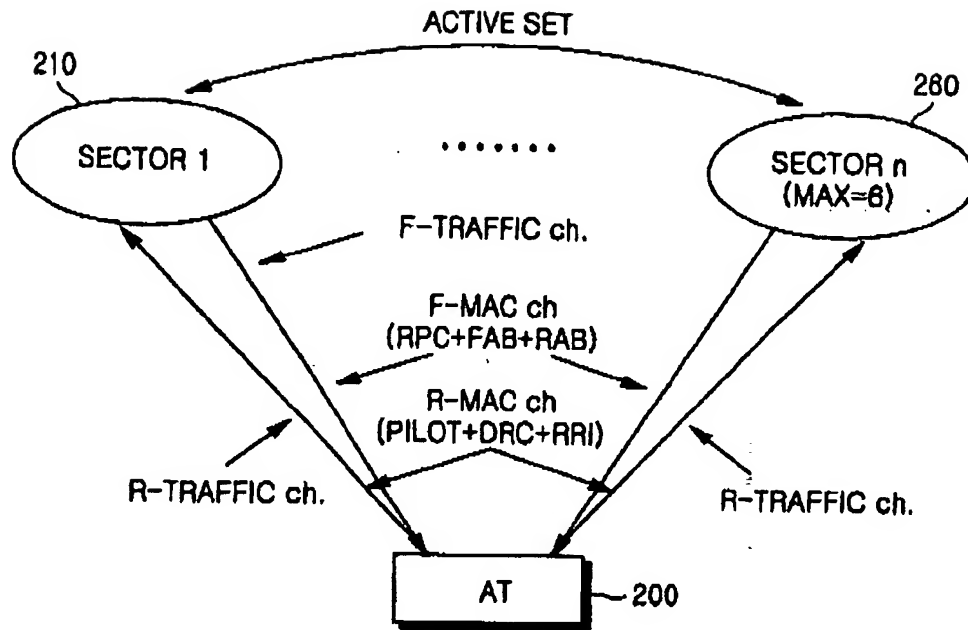 ACTIVE SET
210
260
SECTOR 1
.......
SECTOR n
(MAX=6)
F-TRAFFIC ch.
F-MAC ch
(RPC+FAB+RAB)
R-MAC ch
(PILOT+DRC+RRI)
R-TRAFFIC ch.
R-TRAFFIC ch.
AT
200